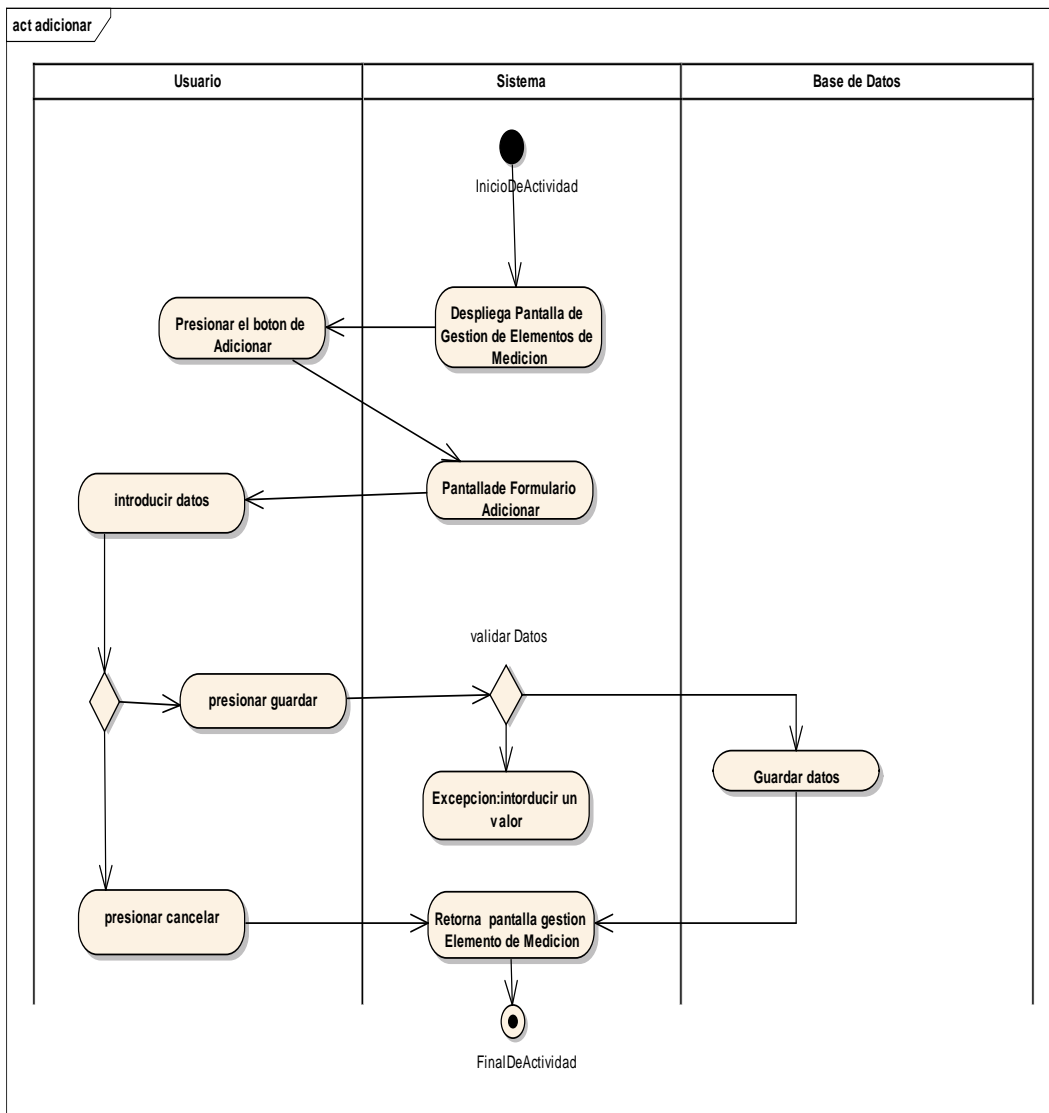 act adicionar
Usuario
Sistema
Base de Datos
InicioDeActividad
Despliega Pantalla de
Gestion de Elementos de
Medicion
Presionar el boton de
Adicionar
Pantallade Formulario
Adicionar
introducir datos
validar Datos
presionar guardar
Guardar datos
Excepcion:intorducir un
valor
presionar cancelar
Retorna pantalla gestion
Elemento de Medicion
FinalDeActividad